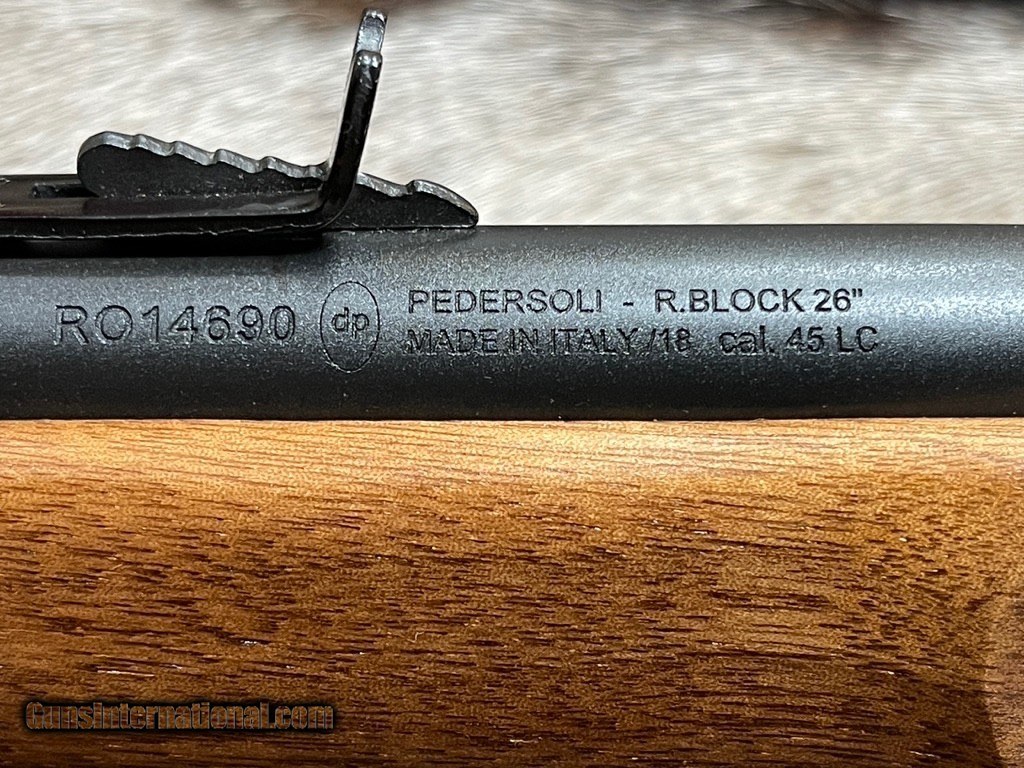 RO14690 dp PEDERSOLI - R.BLOCK 26"
MADE IN ITALY /18 cal. 45 LC
GunsInternational.com